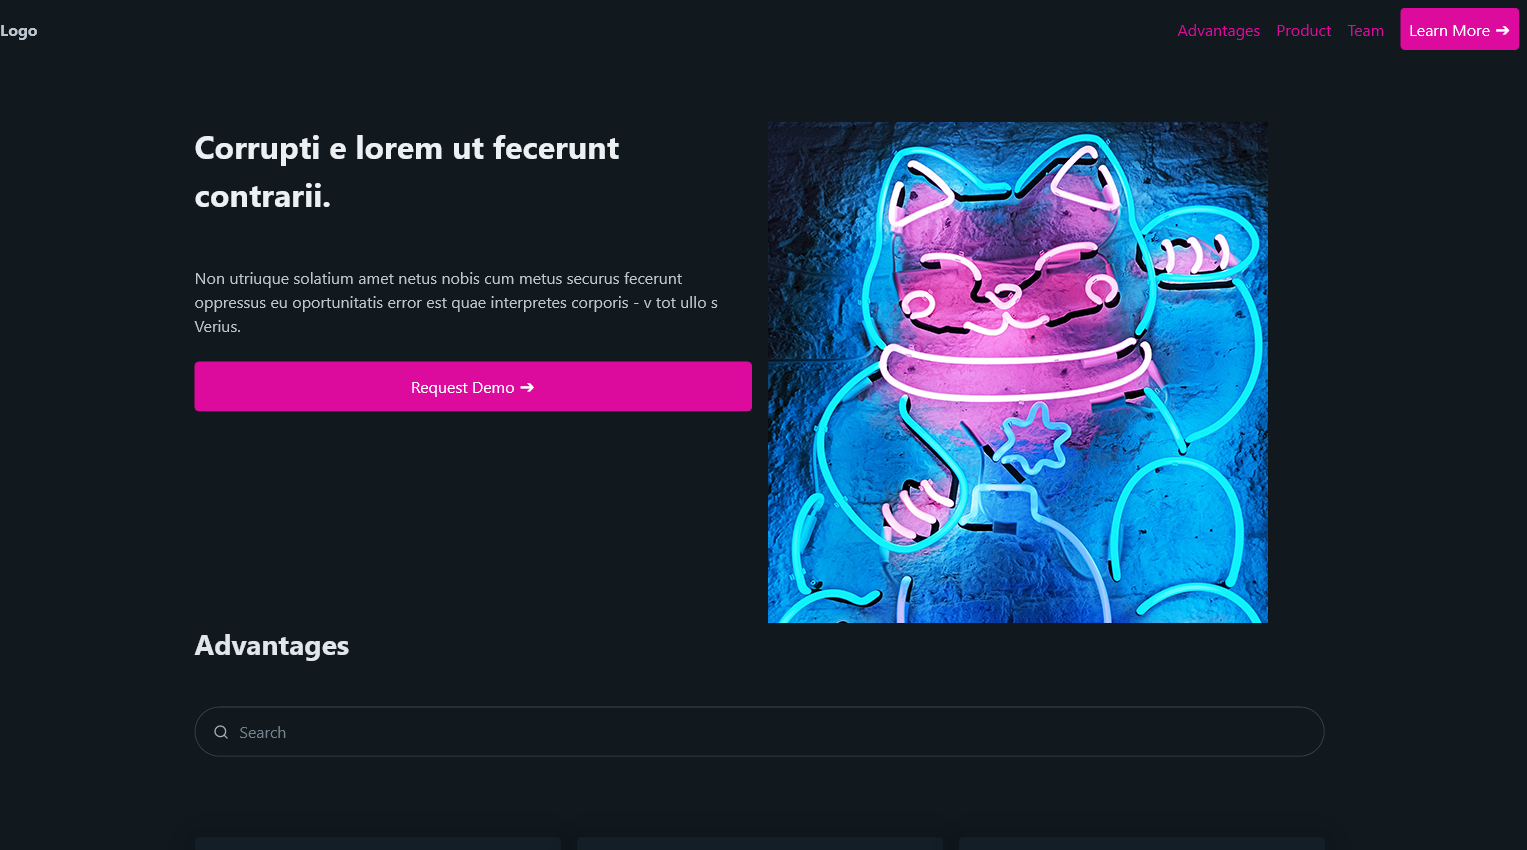 Logo
Advantages
Product
Team
Learn More ➔
Corrupti e lorem ut fecerunt
contrarii.
Non utriuque solatium amet netus nobis cum metus securus fecerunt
oppressus eu oportunitatis error est quae interpretes corporis - v tot ullo s
Verius.
Request Demo ➔
Advantages
Search